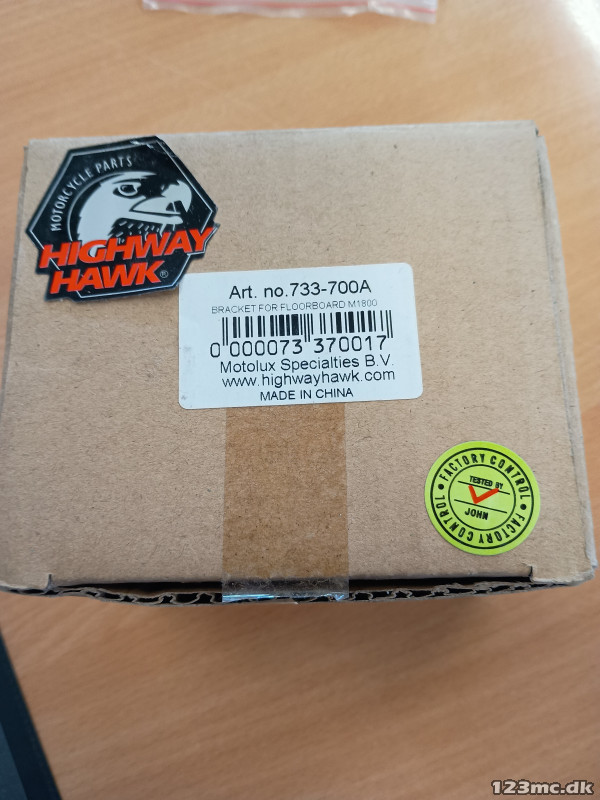 MOTORCYCLE PARTS
HIGHWAY
HAWK®
Art. no.733-700A
BRACKET FOR FLOORBOARD M1800
0 000073 370017
Motolux Specialties B.V.
www.highwayhawk.com
MADE IN CHINA
• FACTORY CONTROL • FACTORY CONTROL
TESTED BY
JOHN
123mc.dk